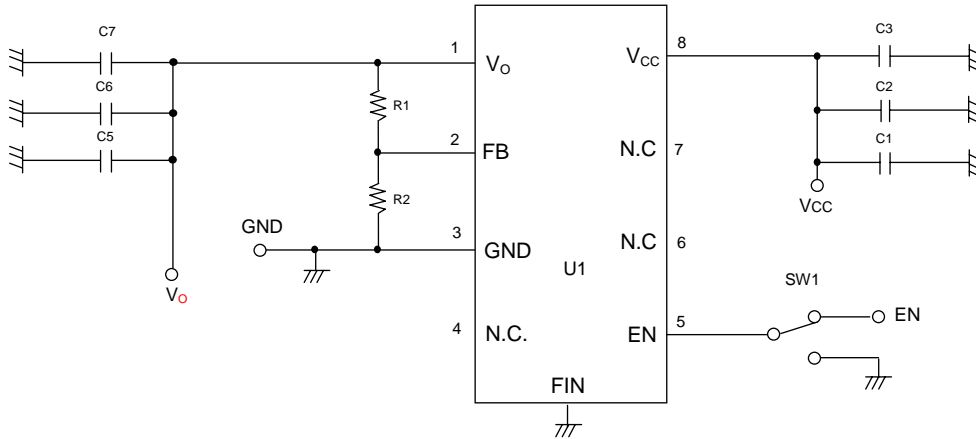 C7
C6
C5
VO
R1
R2
GND
1
2
3
4
VO
FB
GND
N.C.
U1
FIN
VCC
N.C
N.C
EN
8
7
6
5
C3
C2
C1
VCC
SW1
EN